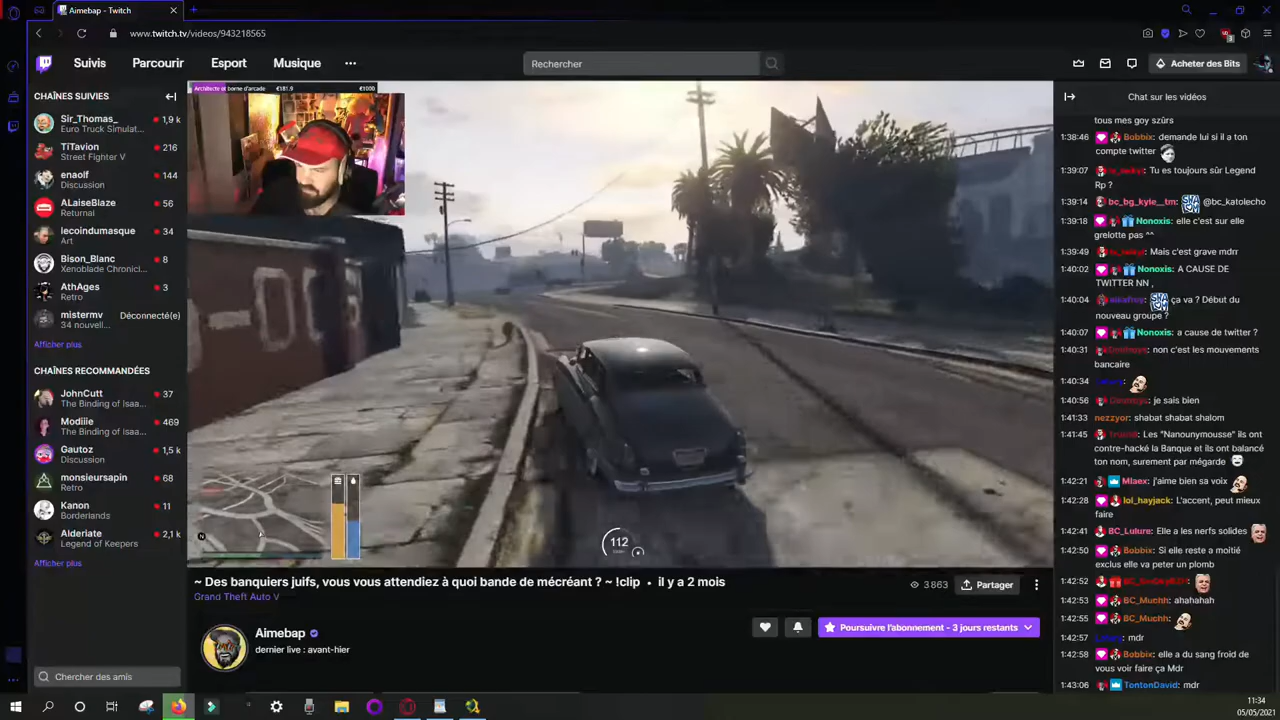 Aimebap - Twitch
www.twitch.tv/videos/943218565
Suivis
Parcourir
Esport
Musique
Rechercher
Acheter des Bits
CHAÎNES SUIVIES
Sir_Thomas_ 1,9 k
Euro Truck Simulat...
TiTavion 216
Street Fighter V
enaolf 144
Discussion
ALaiseBlaze 56
Returnal
lecoindumasque 34
Art
Bison_Blanc 8
Xenoblade Chronici...
AthAges 3
Retro
mistermv Déconnecté(e)
34 nouvell...
Afficher plus
CHAÎNES RECOMMANDÉES
JohnCutt 37
The Binding of Isaa...
Modiiie 469
The Binding of Isaa...
Gautoz 1,5 k
Discussion
monsieursapin 68
Retro
Kanon 11
Borderlands
Alderiate 2,1 k
Legend of Keepers
Afficher plus
Chercher des amis
Architecte et borne d'arcade €181.9 €1000
N
112
~ Des banquiers juifs, vous vous attendiez à quoi bande de mécréant ? ~ !clip • il y a 2 mois
3 863
Partager
Grand Theft Auto V
Aimebap
dernier live : avant-hier
Poursuivre l'abonnement - 3 jours restants
Chat sur les vidéos
tous mes goy szûrs
1:38:46 Bobbix: demande lui si il a ton
compte twitter
1:39:07 Tu es toujours sûr Legend
Rp ?
1:39:14 bc_bg_kyle__tm: @bc_katolecho
1:39:18 Nonoxis: elle c'est sur elle
grelotte pas ^^
1:39:49 Mais c'est grave mdrr
1:40:02 Nonoxis: A CAUSE DE
TWITTER NN ,
1:40:04 ça va ? Début du
nouveau groupe ?
1:40:07 Nonoxis: a cause de twitter ?
1:40:31 non c'est les mouvements
bancaire
1:40:34
1:40:56 je sais bien
1:41:33 nezzyor: shabat shabat shalom
1:41:45 Les "Nanounymousse" ils ont
contre-hacké la Banque et ils ont balancé
ton nom, surement par mégarde
1:42:21 Mlaex: j'aime bien sa voix
1:42:28 lol_hayjack: L'accent, peut mieux
faire
1:42:41 BC_Lulure: Elle a les nerfs solides
1:42:50 Bobbix: Si elle reste a moitié
exclus elle va peter un plomb
1:42:52
1:42:53 BC_Muchh: ahahahah
1:42:55 BC_Muchh:
1:42:57 mdr
1:42:58 Bobbix: elle a du sang froid de
vous voir faire ça Mdr
1:43:06 TontonDavid: mdr
11:34
05/05/2021